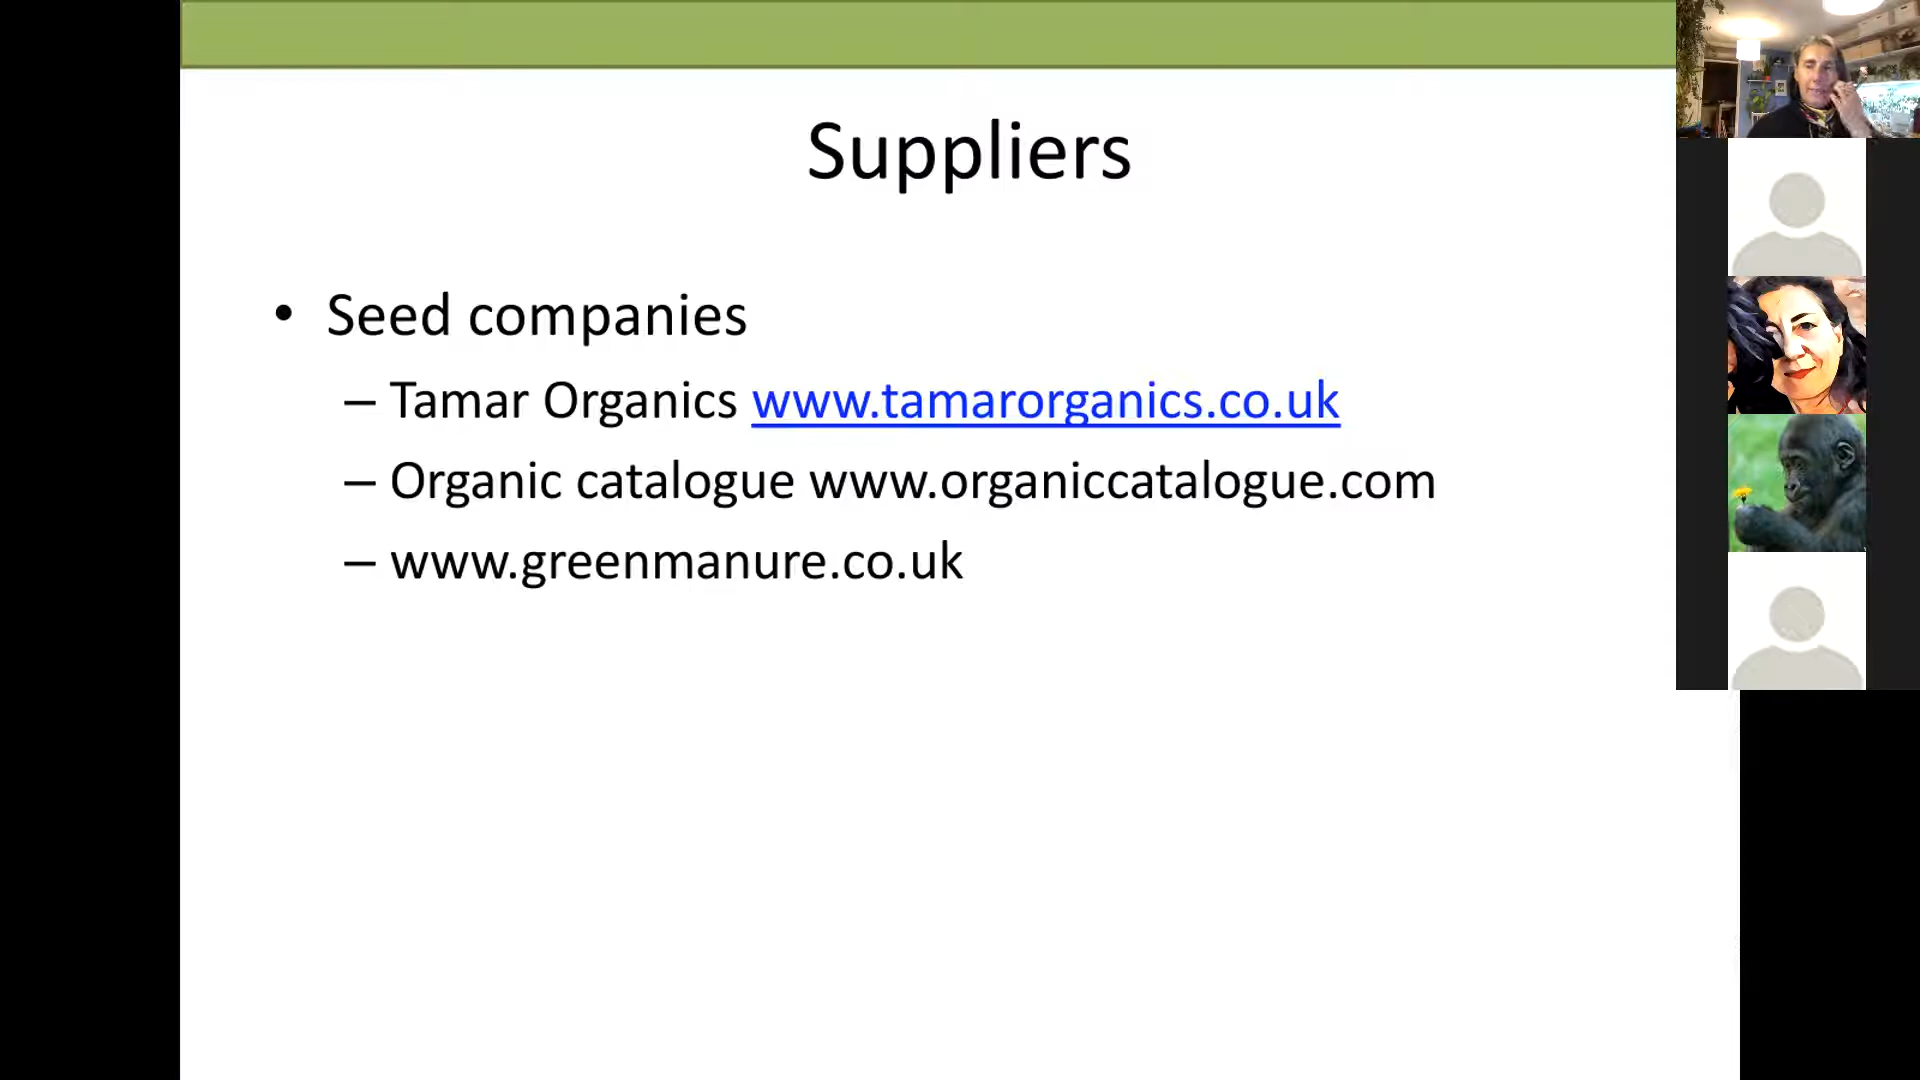 Suppliers
• Seed companies
– Tamar Organics www.tamarorganics.co.uk
– Organic catalogue www.organiccatalogue.com
– www.greenmanure.co.uk